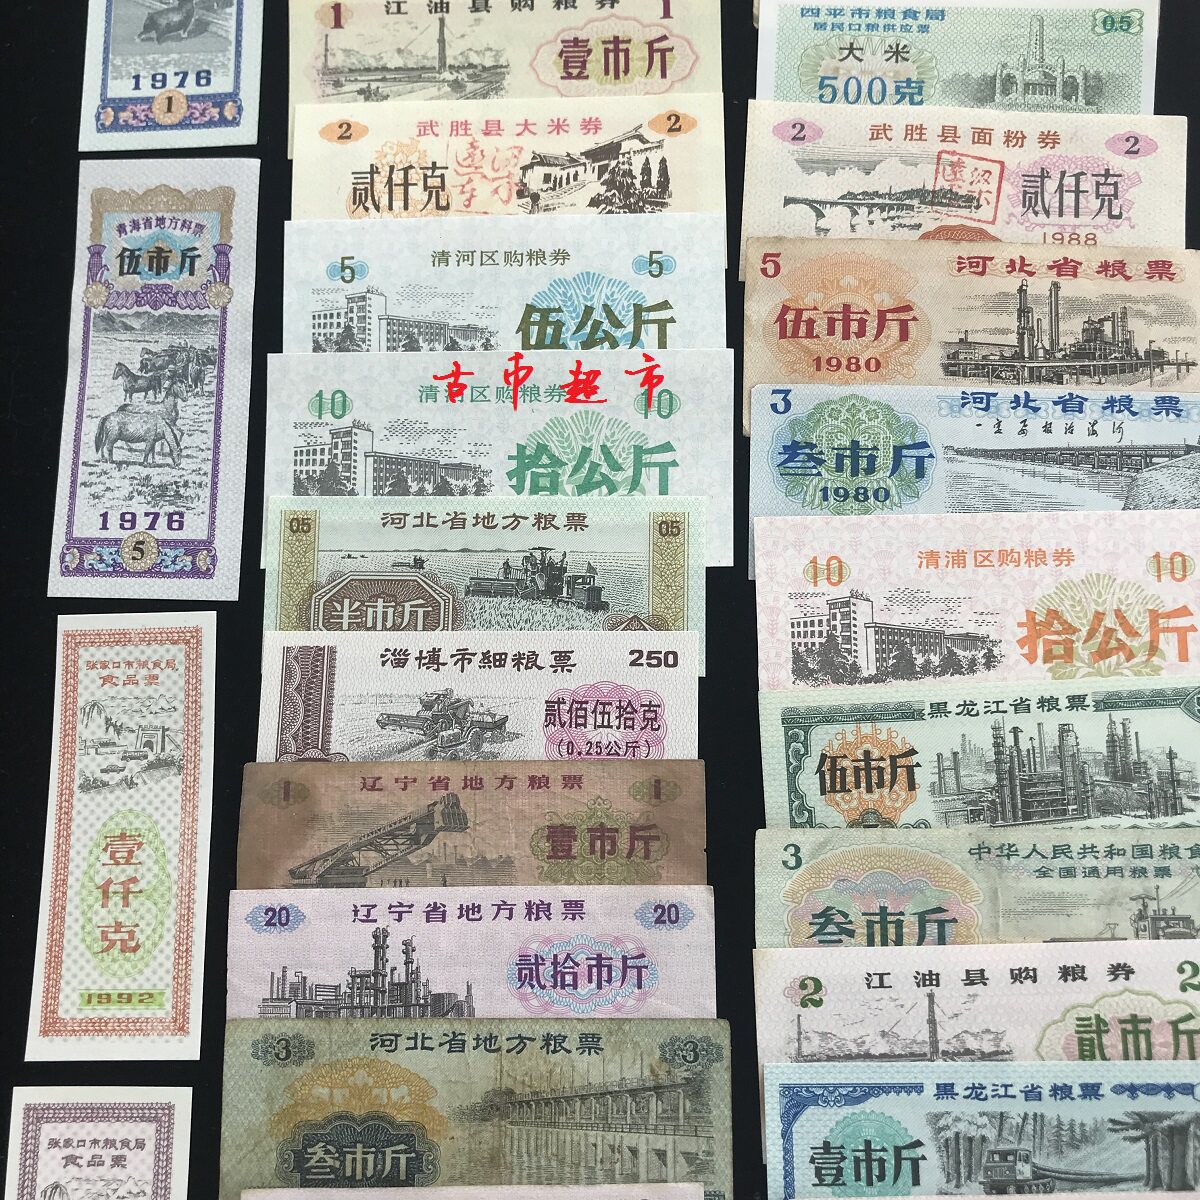 1976
1
青海省地方料票
伍市斤
1976
5
张家口市粮食局
食品票
壹仟克
1992
张家口市粮食局
食品票
1
江油县购粮券
1
壹市斤
2
武胜县大米券
2
贰仟克
5
清河区购粮券
5
伍公斤
古币超市
10
清河区购粮券
10
拾公斤
05
河北省地方粮票
05
半市斤
淄博市細粮票
250
贰佰伍拾克
(0.25公斤)
1
辽宁省地方粮票
1
壹市斤
20
辽宁省地方粮票
20
贰拾市斤
3
河北省地方粮票
3
叁市斤
四平市粮食局
居民口粮供应票
0.5
大米
500克
2
武胜县面粉券
2
贰仟克
1988
5
河北省粮票
伍市斤
1980
3
河北省粮票
叁市斤
1980
10
清浦区购粮券
10
拾公斤
黑龙江省粮票
伍市斤
3
中华人民共和国粮食
全国通用粮票
叁市斤
2
江油县购粮券
2
贰市斤
黑龙江省粮票
壹市斤